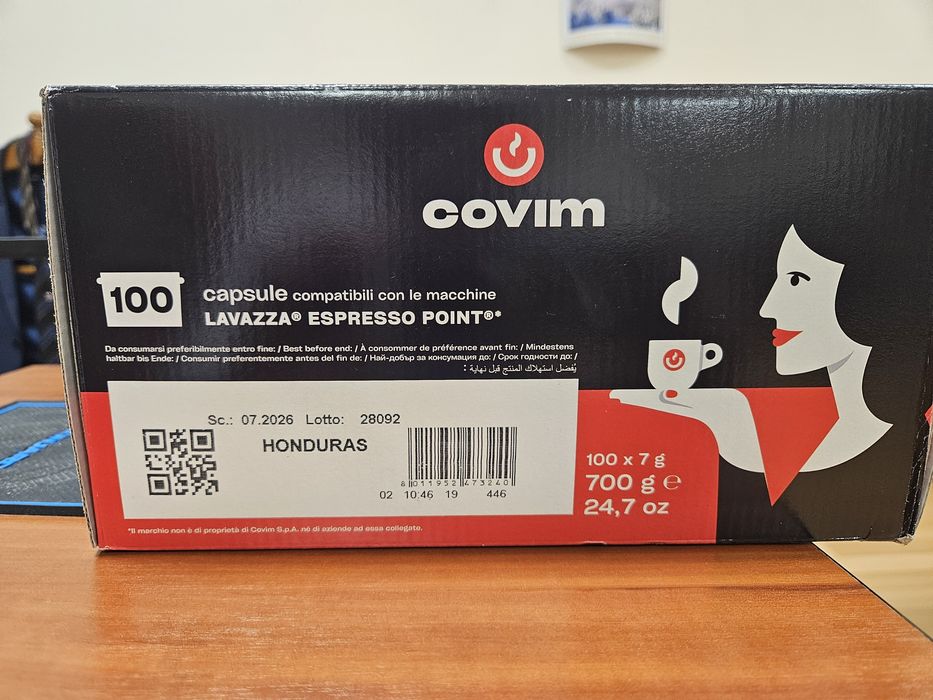 covim
100
capsule compatibili con le macchine
LAVAZZA® ESPRESSO POINT®*
Da consumarsi preferibilmente entro fine: / Best before end: / À consommer de préférence avant fin: / Mindestens
haltbar bis Ende: / Consumir preferentemente antes del fin de: / Най-добър за консумация до: / Срок годности до: /
يُفضل استهلاك المنتج قبل نهاية :
Sc.: 07.2026 Lotto: 28092
HONDURAS
8 011952 473240
02 10:46 19 446
100 x 7 g
700 g ℮
24,7 oz
*Il marchio non è di proprietà di Covim S.p.A. né di aziende ad essa collegate.